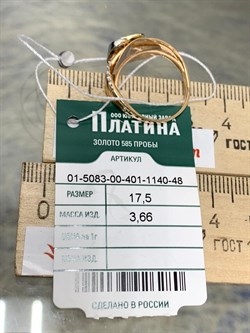 ПЛАТИНА
ЗОЛОТО 585 ПРОБЫ
АРТИКУЛ
01-5083-00-401-1140-48
РАЗМЕР 17,5
МАССА ИЗД. 3,66
СДЕЛАНО В РОССИИ
ГОСТ